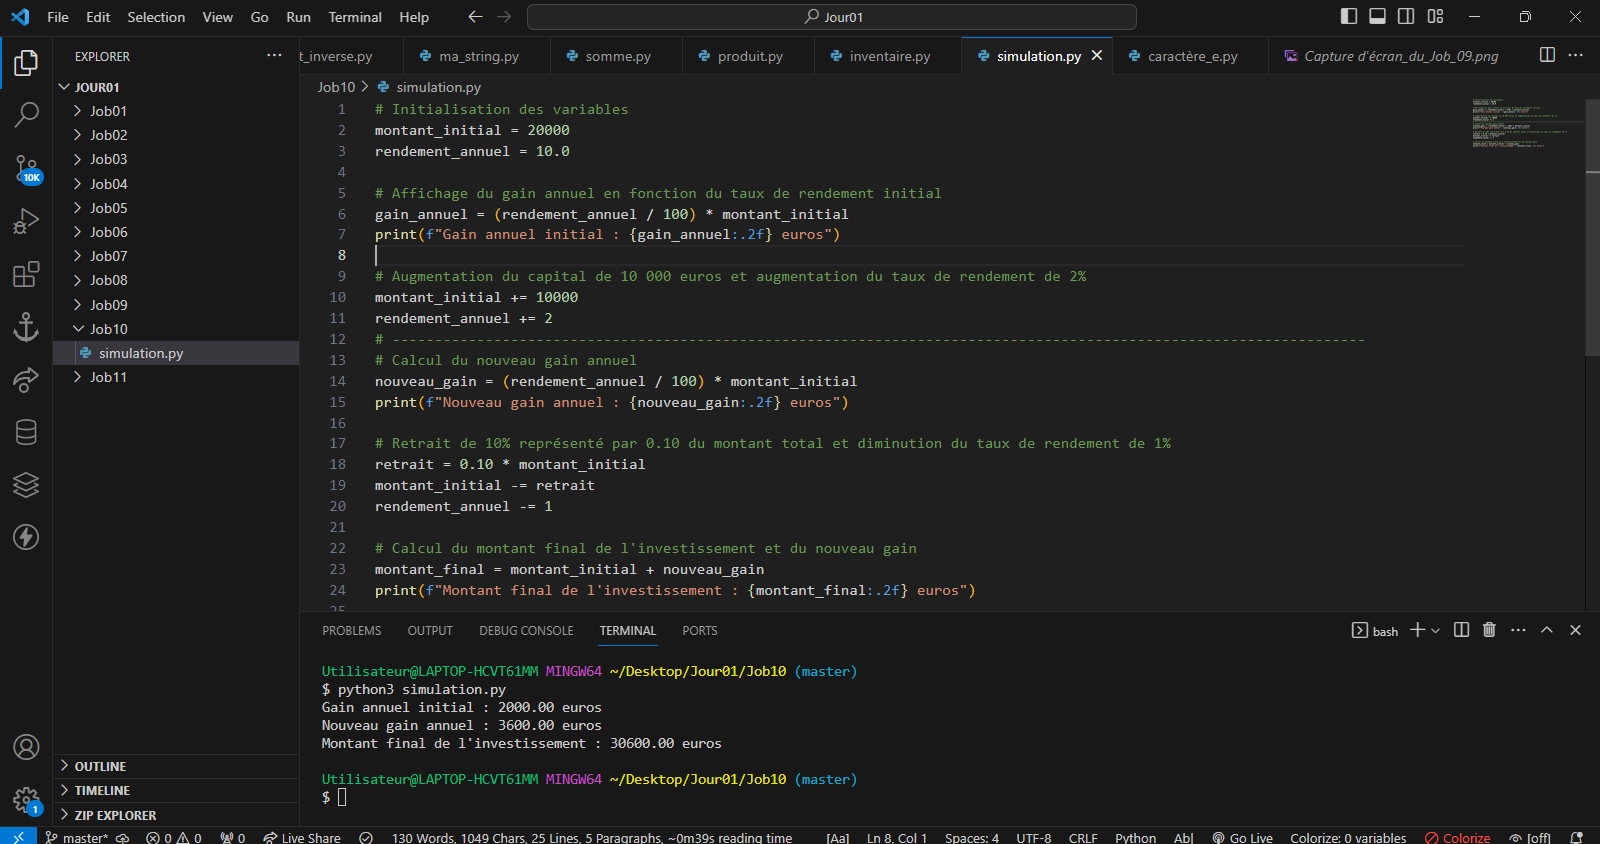 File Edit Selection View Go Run Terminal Help
Jour01
EXPLORER
JOUR01
Job01
Job02
Job03
Job04
Job05
Job06
Job07
Job08
Job09
Job10
simulation.py
Job11
OUTLINE
TIMELINE
ZIP EXPLORER
10K
1
t_inverse.py ma_string.py somme.py produit.py inventaire.py simulation.py caractère_e.py Capture d'écran_du_Job_09.png
Job10 > simulation.py
1 # Initialisation des variables
2 montant_initial = 20000
3 rendement_annuel = 10.0
4
5 # Affichage du gain annuel en fonction du taux de rendement initial
6 gain_annuel = (rendement_annuel / 100) * montant_initial
7 print(f"Gain annuel initial : {gain_annuel:.2f} euros")
8
9 # Augmentation du capital de 10 000 euros et augmentation du taux de rendement de 2%
10 montant_initial += 10000
11 rendement_annuel += 2
12 # -------------------------------------------------------------------------------------------------------------------
13 # Calcul du nouveau gain annuel
14 nouveau_gain = (rendement_annuel / 100) * montant_initial
15 print(f"Nouveau gain annuel : {nouveau_gain:.2f} euros")
16
17 # Retrait de 10% représenté par 0.10 du montant total et diminution du taux de rendement de 1%
18 retrait = 0.10 * montant_initial
19 montant_initial -= retrait
20 rendement_annuel -= 1
21
22 # Calcul du montant final de l'investissement et du nouveau gain
23 montant_final = montant_initial + nouveau_gain
24 print(f"Montant final de l'investissement : {montant_final:.2f} euros")
25
PROBLEMS OUTPUT DEBUG CONSOLE TERMINAL PORTS
bash
Utilisateur@LAPTOP-HCVT61MM MINGW64 ~/Desktop/Jour01/Job10 (master)
$ python3 simulation.py
Gain annuel initial : 2000.00 euros
Nouveau gain annuel : 3600.00 euros
Montant final de l'investissement : 30600.00 euros
Utilisateur@LAPTOP-HCVT61MM MINGW64 ~/Desktop/Jour01/Job10 (master)
$
master* 0 0 0 Live Share 130 Words, 1049 Chars, 25 Lines, 5 Paragraphs, ~0m39s reading time [Aa] Ln 8, Col 1 Spaces: 4 UTF-8 CRLF Python Ab| Go Live Colorize: 0 variables Colorize [off]